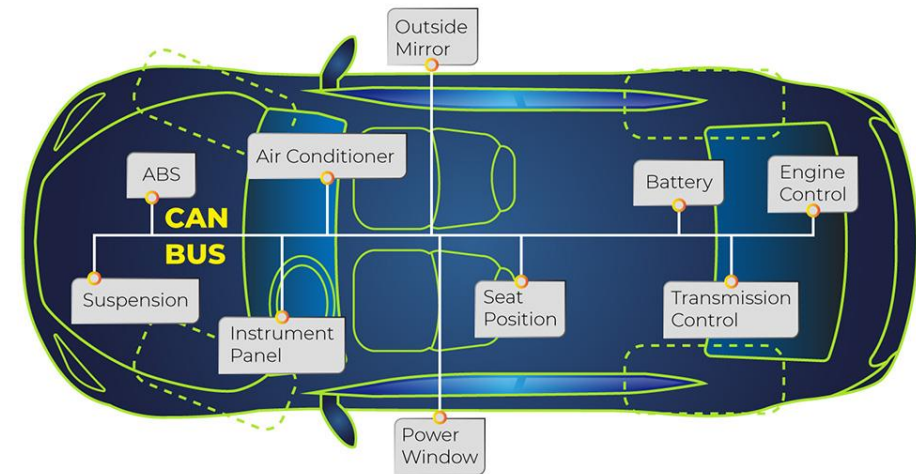 Outside
Mirror
Air Conditioner
ABS
Battery
Engine
Control
CAN
BUS
Suspension
Instrument
Panel
Seat
Position
Transmission
Control
Power
Window